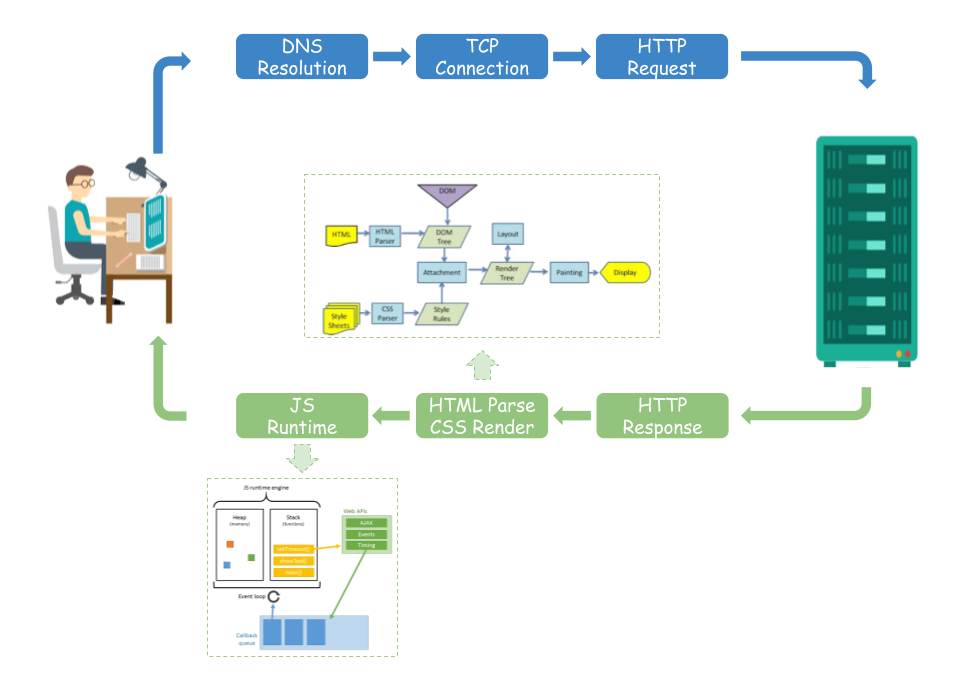 DNS
Resolution
TCP
Connection
HTTP
Request
DOM
HTML
HTML
Parser
DOM
Tree
Layout
Attachment
Render
Tree
Painting
Display
Style
Sheets
CSS
Parser
Style
Rules
JS
Runtime
HTML Parse
CSS Render
HTTP
Response
JS runtime engine
Heap
(memory)
Stack
(functions)
Web APIs
AJAX
Events
Timing
setTimeout()
main()
Event loop
Callback
queue